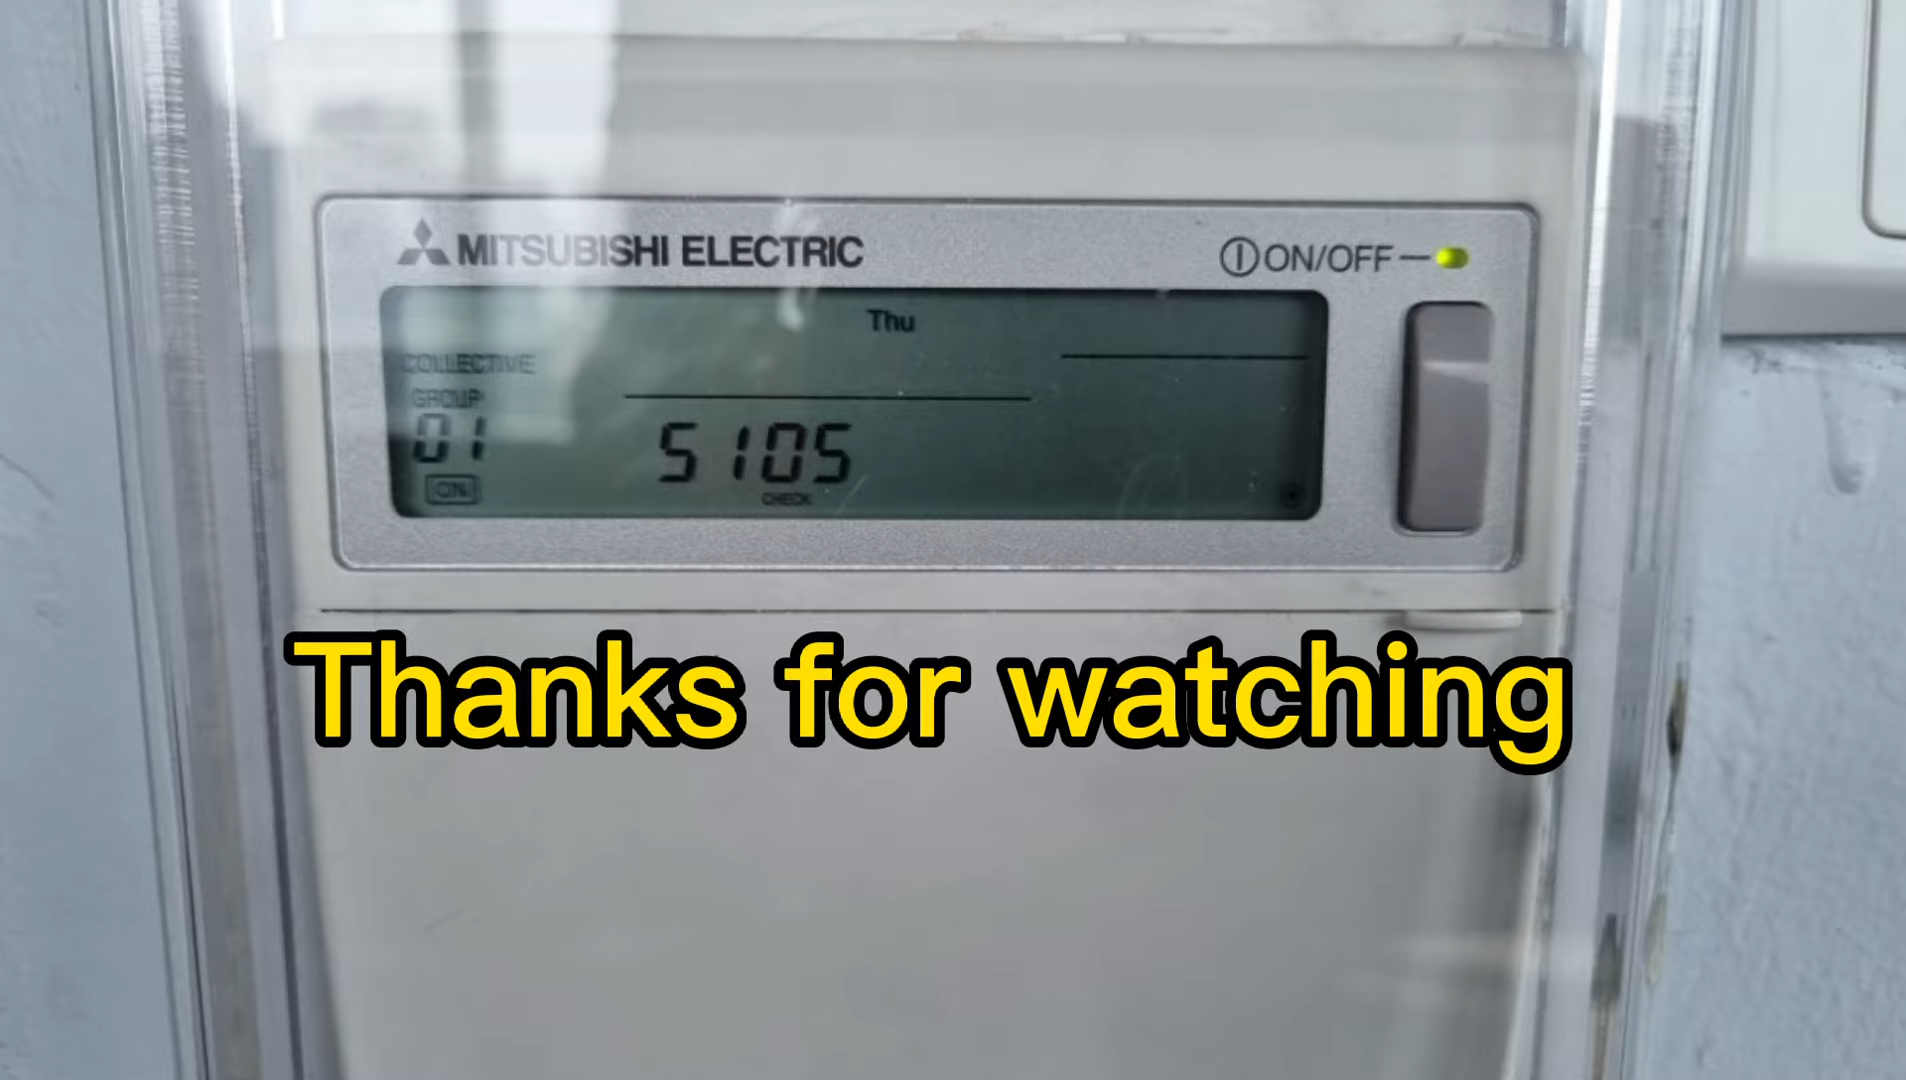 MITSUBISHI ELECTRIC
ON/OFF
Thu
COLLECTIVE
GROUP
01
5105
ON
CHECK
Thanks for watching